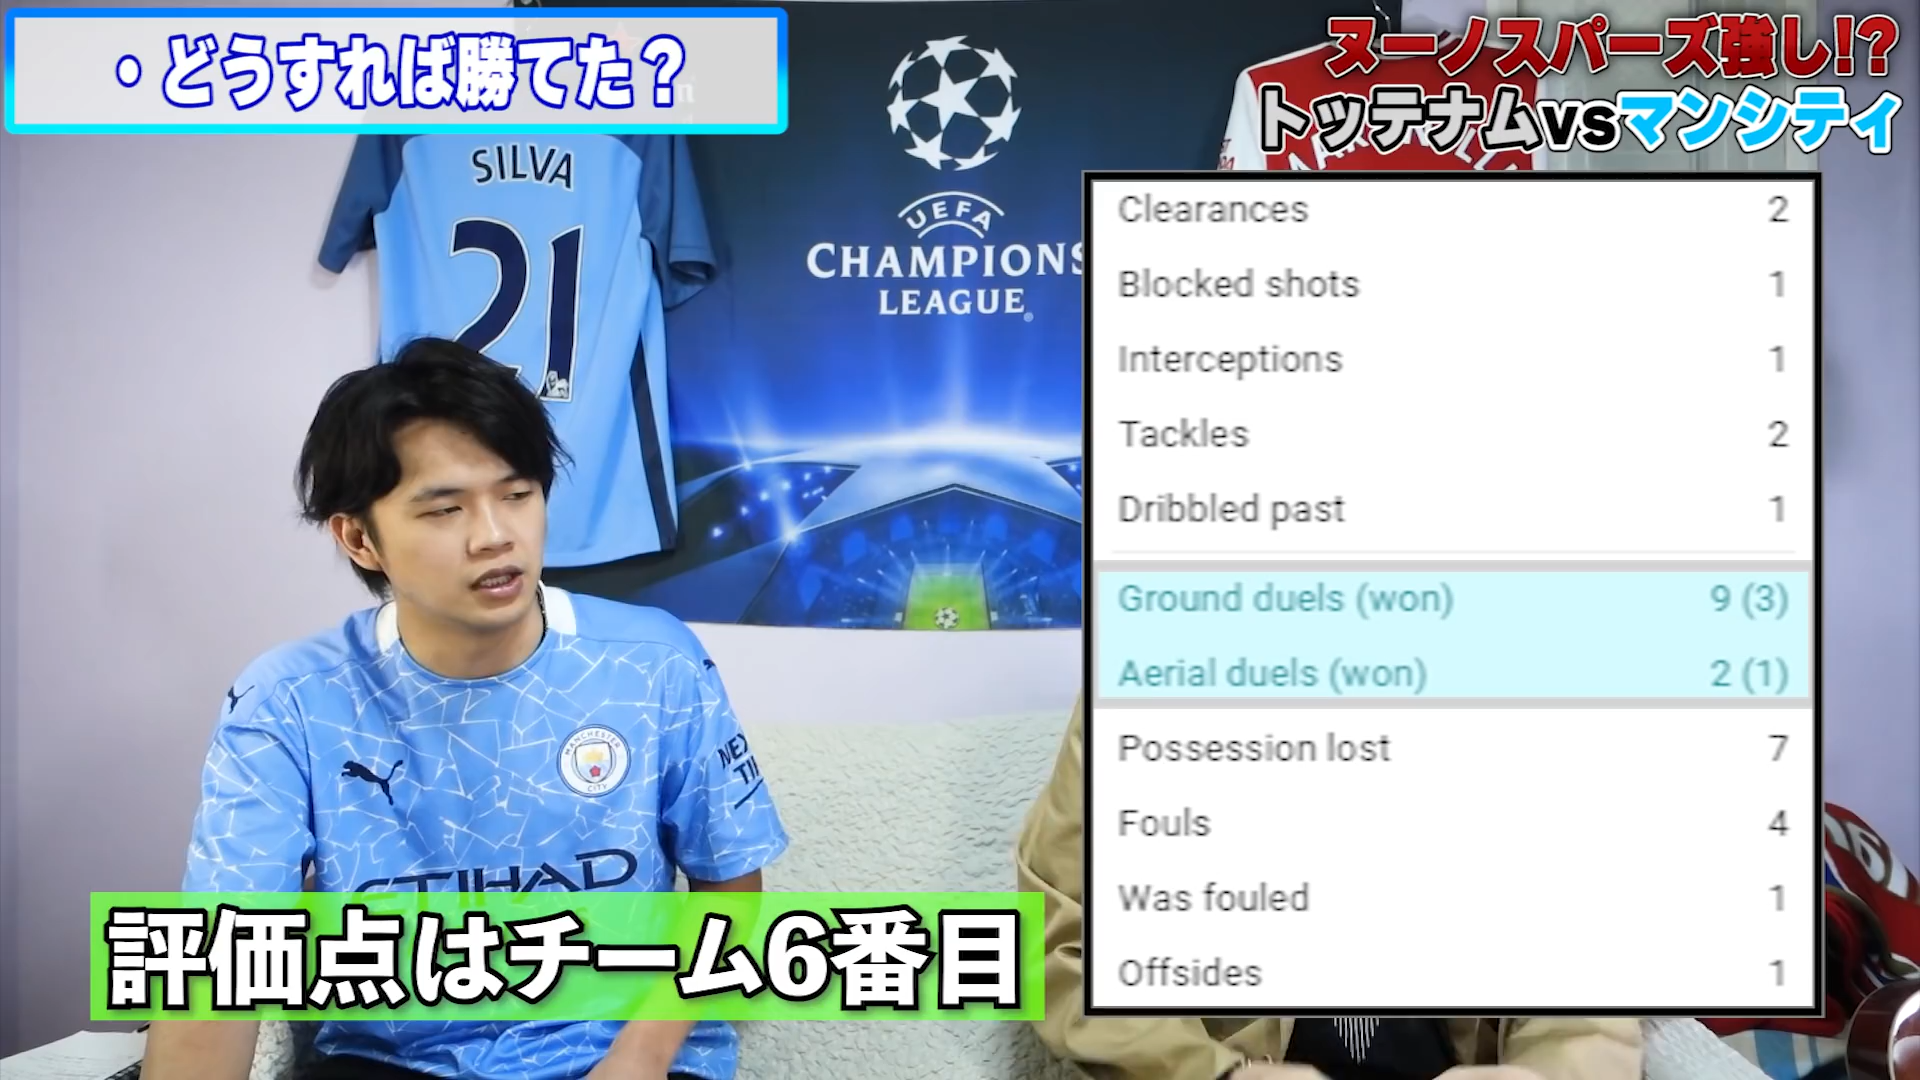 ・どうすれば勝てた？
ヌーノスパーズ強し!?
トッテナムvsマンシティ
SILVA
21
UEFA
CHAMPIONS
LEAGUE
Clearances 2
Blocked shots 1
Interceptions 1
Tackles 2
Dribbled past 1
Ground duels (won) 9 (3)
Aerial duels (won) 2 (1)
Possession lost 7
Fouls 4
Was fouled 1
Offsides 1
MANCHESTER
CITY
ETIHAD
評価点はチーム6番目